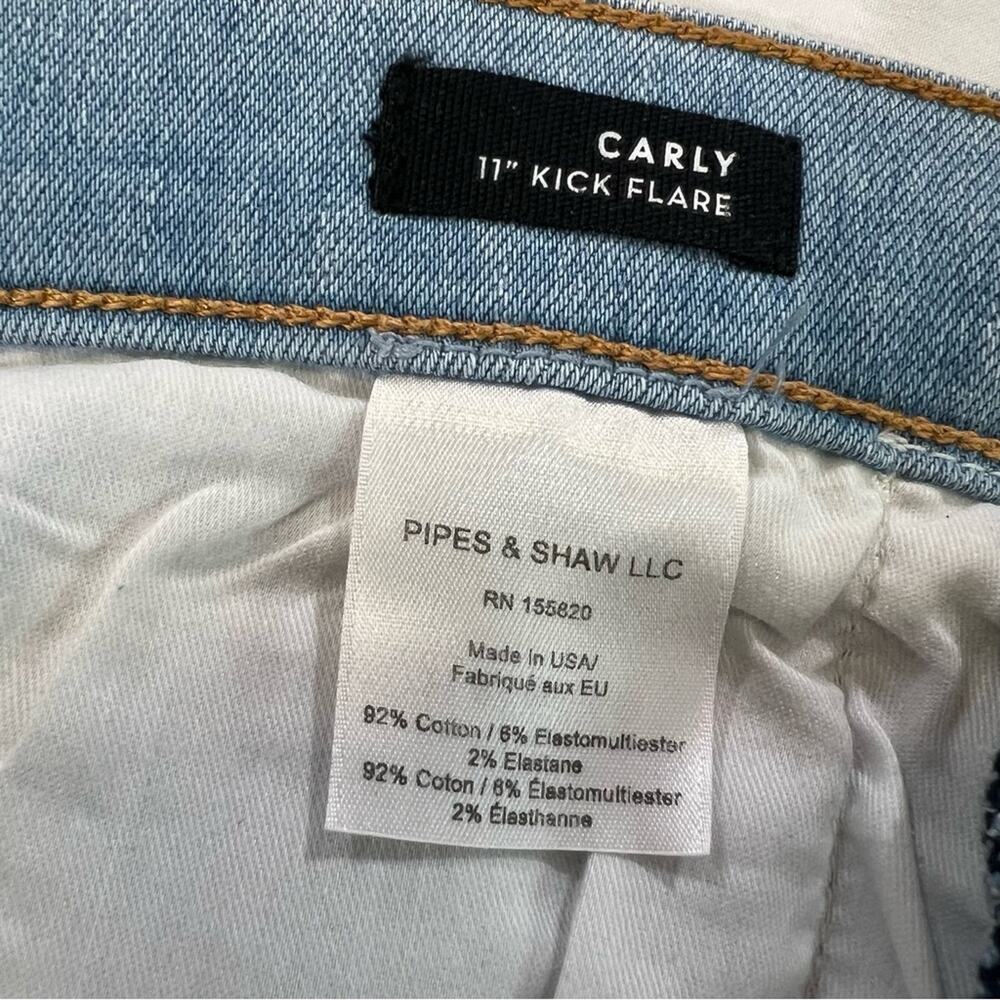 CARLY
11" KICK FLARE
PIPES & SHAW LLC
RN 155820
Made in USA/
Fabriqué aux EU
92% Cotton / 6% Elastomultiester
2% Elastane
92% Coton / 6% Élastomultiester
2% Élasthanne